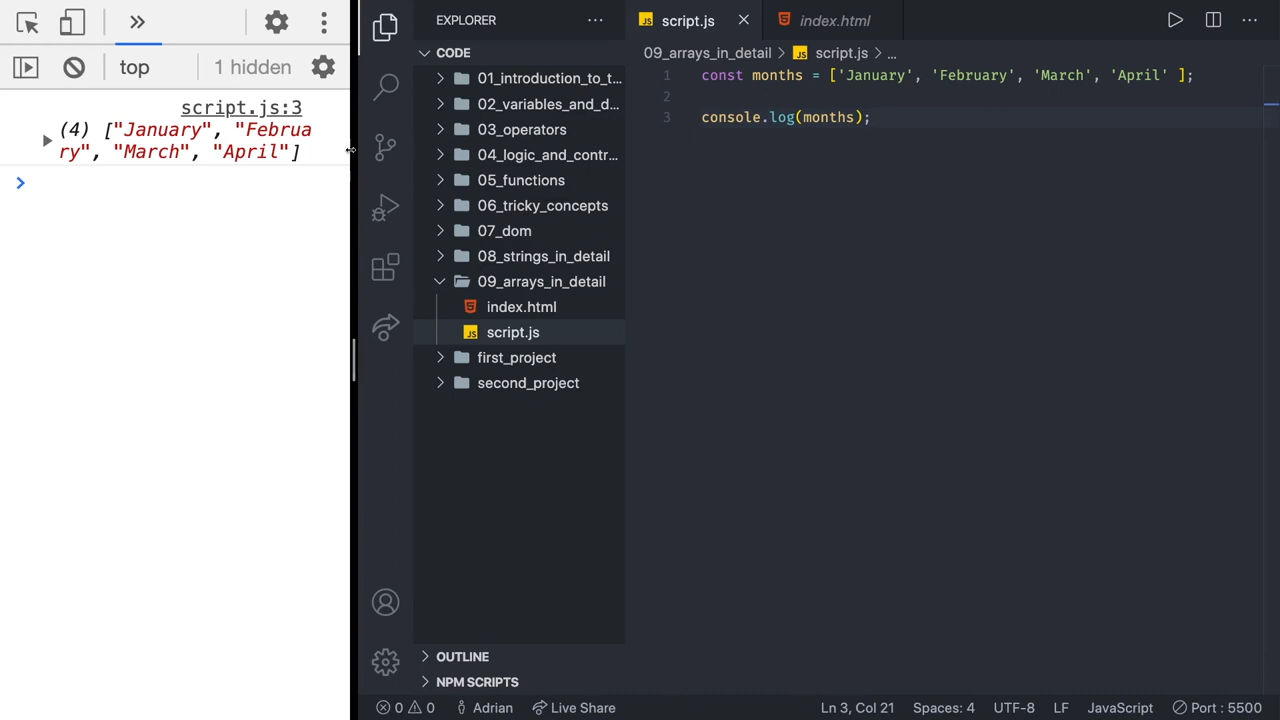 top
1 hidden
script.js:3
(4) ["January", "Februa
ry", "March", "April"]
EXPLORER
CODE
01_introduction_to_t...
02_variables_and_d...
03_operators
04_logic_and_contr...
05_functions
06_tricky_concepts
07_dom
08_strings_in_detail
09_arrays_in_detail
index.html
JS script.js
first_project
second_project
OUTLINE
NPM SCRIPTS
JS script.js
index.html
09_arrays_in_detail > JS script.js > ...
1 const months = ['January', 'February', 'March', 'April' ];
2
3 console.log(months);
0 0 Adrian Live Share Ln 3, Col 21 Spaces: 4 UTF-8 LF JavaScript Port : 5500